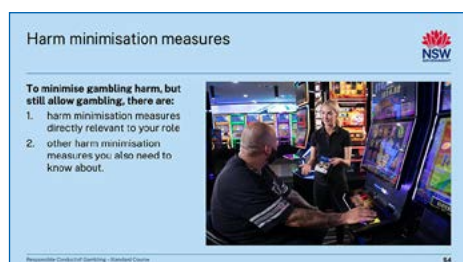 Harm minimisation measures
NSW
GOVERNMENT
To minimise gambling harm, but
still allow gambling, there are:
1. harm minimisation measures
directly relevant to your role
2. other harm minimisation
measures you also need to
know about.
Responsible Conduct of Gambling – Standard Course
54